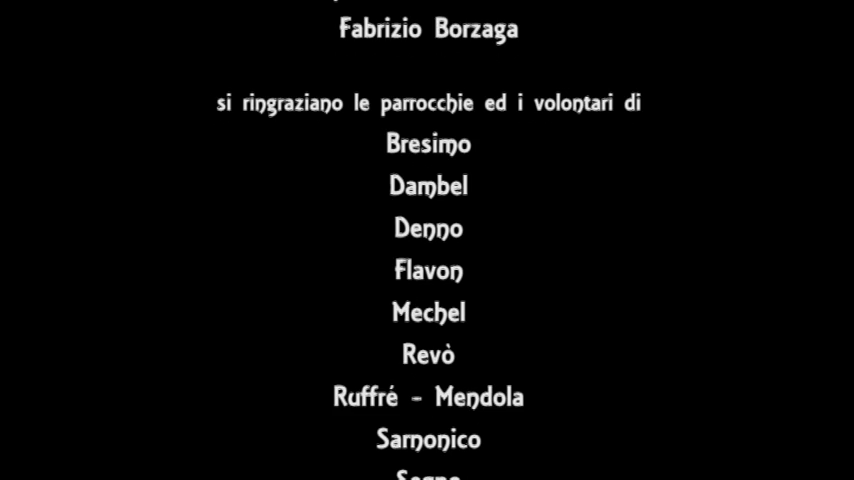 Fabrizio Borzaga
si ringraziano le parrocchie ed i volontari di
Bresimo
Dambel
Denno
Flavon
Mechel
Revò
Ruffré - Mendola
Sarnonico